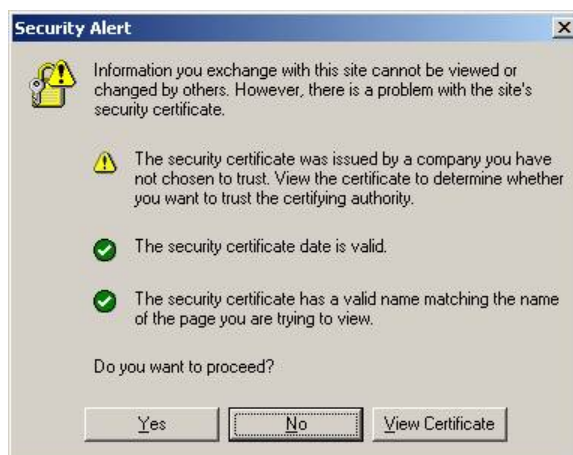 Security Alert
Information you exchange with this site cannot be viewed or
changed by others. However, there is a problem with the site's
security certificate.
The security certificate was issued by a company you have
not chosen to trust. View the certificate to determine whether
you want to trust the certifying authority.
The security certificate date is valid.
The security certificate has a valid name matching the name
of the page you are trying to view.
Do you want to proceed?
Yes No View Certificate